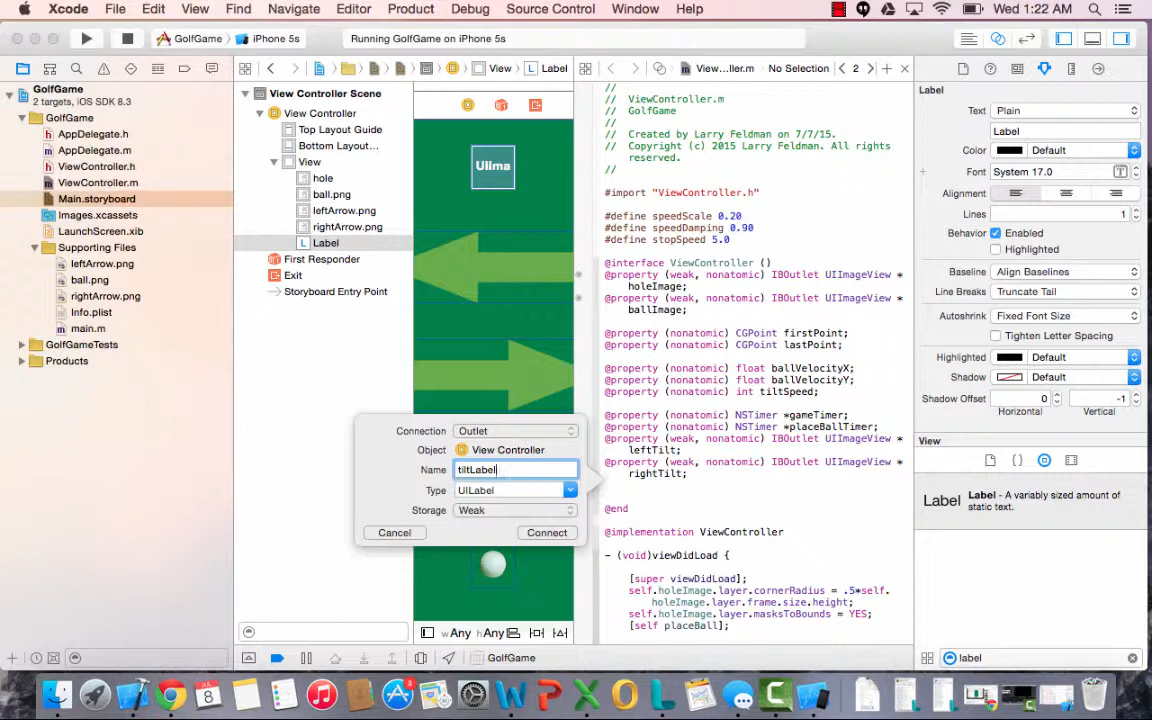 Xcode File Edit View Find Navigate Editor Product Debug Source Control Window Help Wed 1:22 AM
GolfGame iPhone 5s Running GolfGame on iPhone 5s
View Label View...ler.m No Selection 2
GolfGame
2 targets, iOS SDK 8.3
GolfGame
AppDelegate.h
AppDelegate.m
ViewController.h
ViewController.m
Main.storyboard
Images.xcassets
LaunchScreen.xib
Supporting Files
leftArrow.png
ball.png
rightArrow.png
Info.plist
main.m
GolfGameTests
Products
View Controller Scene
View Controller
Top Layout Guide
Bottom Layout...
View
hole
ball.png
leftArrow.png
rightArrow.png
L Label
First Responder
Exit
Storyboard Entry Point
UIIma
Connection Outlet
Object View Controller
Name tiltLabel
Type UILabel
Storage Weak
Cancel Connect
wAny hAny
//
// ViewController.m
// GolfGame
//
// Created by Larry Feldman on 7/7/15.
// Copyright (c) 2015 Larry Feldman. All rights
reserved.
//
#import "ViewController.h"
#define speedScale 0.20
#define speedDamping 0.90
#define stopSpeed 5.0
@interface ViewController ()
@property (weak, nonatomic) IBOutlet UIImageView *
holeImage;
@property (weak, nonatomic) IBOutlet UIImageView *
ballImage;
@property (nonatomic) CGPoint firstPoint;
@property (nonatomic) CGPoint lastPoint;
@property (nonatomic) float ballVelocityX;
@property (nonatomic) float ballVelocityY;
@property (nonatomic) int tiltSpeed;
@property (nonatomic) NSTimer *gameTimer;
@property (nonatomic) NSTimer *placeBallTimer;
@property (weak, nonatomic) IBOutlet UIImageView *
leftTilt;
@property (weak, nonatomic) IBOutlet UIImageView *
rightTilt;
@end
@implementation ViewController
- (void)viewDidLoad {
[super viewDidLoad];
self.holeImage.layer.cornerRadius = .5*self.
holeImage.layer.frame.size.height;
self.holeImage.layer.masksToBounds = YES;
[self placeBall];
GolfGame
Label
Text Plain
Label
Color Default
Font System 17.0
Alignment
Lines 1
Behavior Enabled
Highlighted
Baseline Align Baselines
Line Breaks Truncate Tail
Autoshrink Fixed Font Size
Tighten Letter Spacing
Highlighted Default
Shadow Default
Shadow Offset 0 -1
Horizontal Vertical
View
Label Label - A variably sized amount of
static text.
label